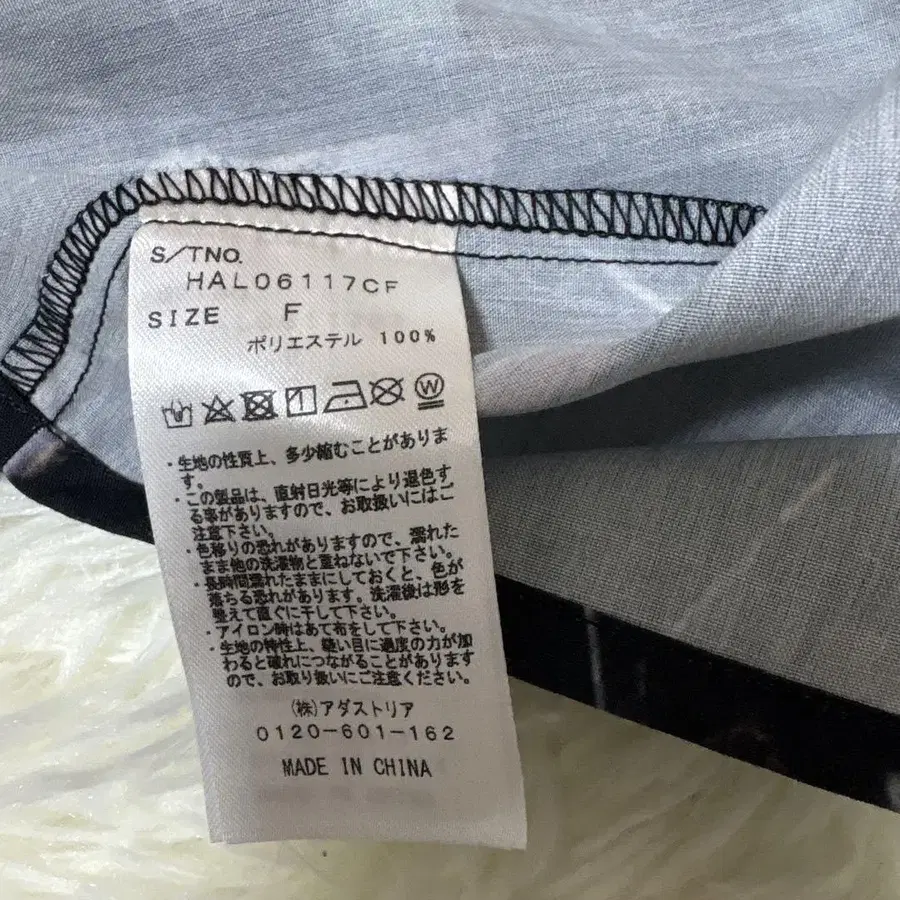 S/TNO.
HAL06117CF
SIZE F
ポリエステル 100%
W
・生地の性質上、多少縮むことがありま
す。
・この製品は、直射日光等により退色す
る事がありますので、お取扱いにはご
注意下さい。
・色移りの恐れがありますので、濡れた
まま他の洗濯物と重ねないで下さい。
・長時間濡れたままにしておくと、色が
落ちる恐れがあります。洗濯後は形を
整えて直ぐに干して下さい。
・アイロン時はあて布をして下さい。
・生地の特性上、縫い目に過度の力が加
わると破れにつながることがあります
ので、お取り扱いにご注意ください。
(株)アダストリア
0120-601-162
MADE IN CHINA